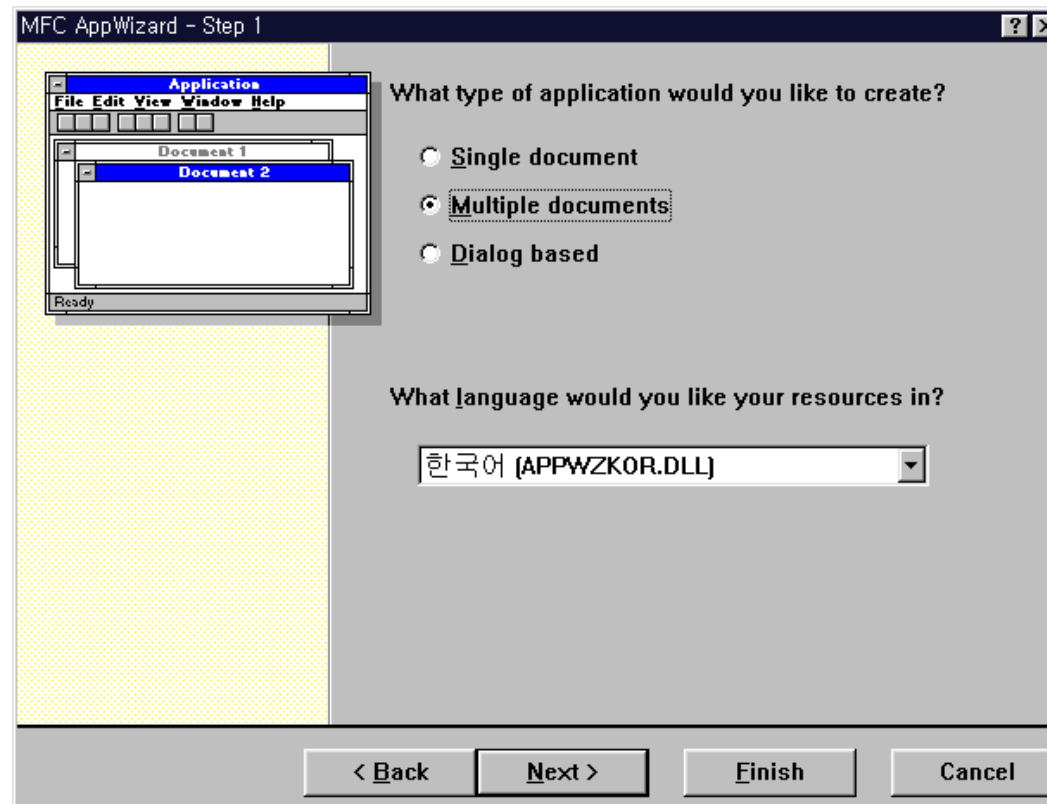 MFC AppWizard - Step 1
Application
File Edit View Window Help
Document 1
Document 2
Ready
What type of application would you like to create?
Single document
Multiple documents
Dialog based
What language would you like your resources in?
한국어 (APPWZKOR.DLL)
< Back
Next >
Finish
Cancel